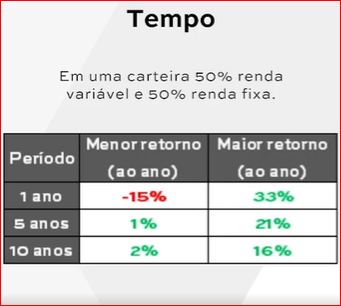 Tempo
Em uma carteira 50% renda
variável e 50% renda fixa.
Período Menor retorno (ao ano) Maior retorno (ao ano)
1 ano -15% 33%
5 anos 1% 21%
10 anos 2% 16%